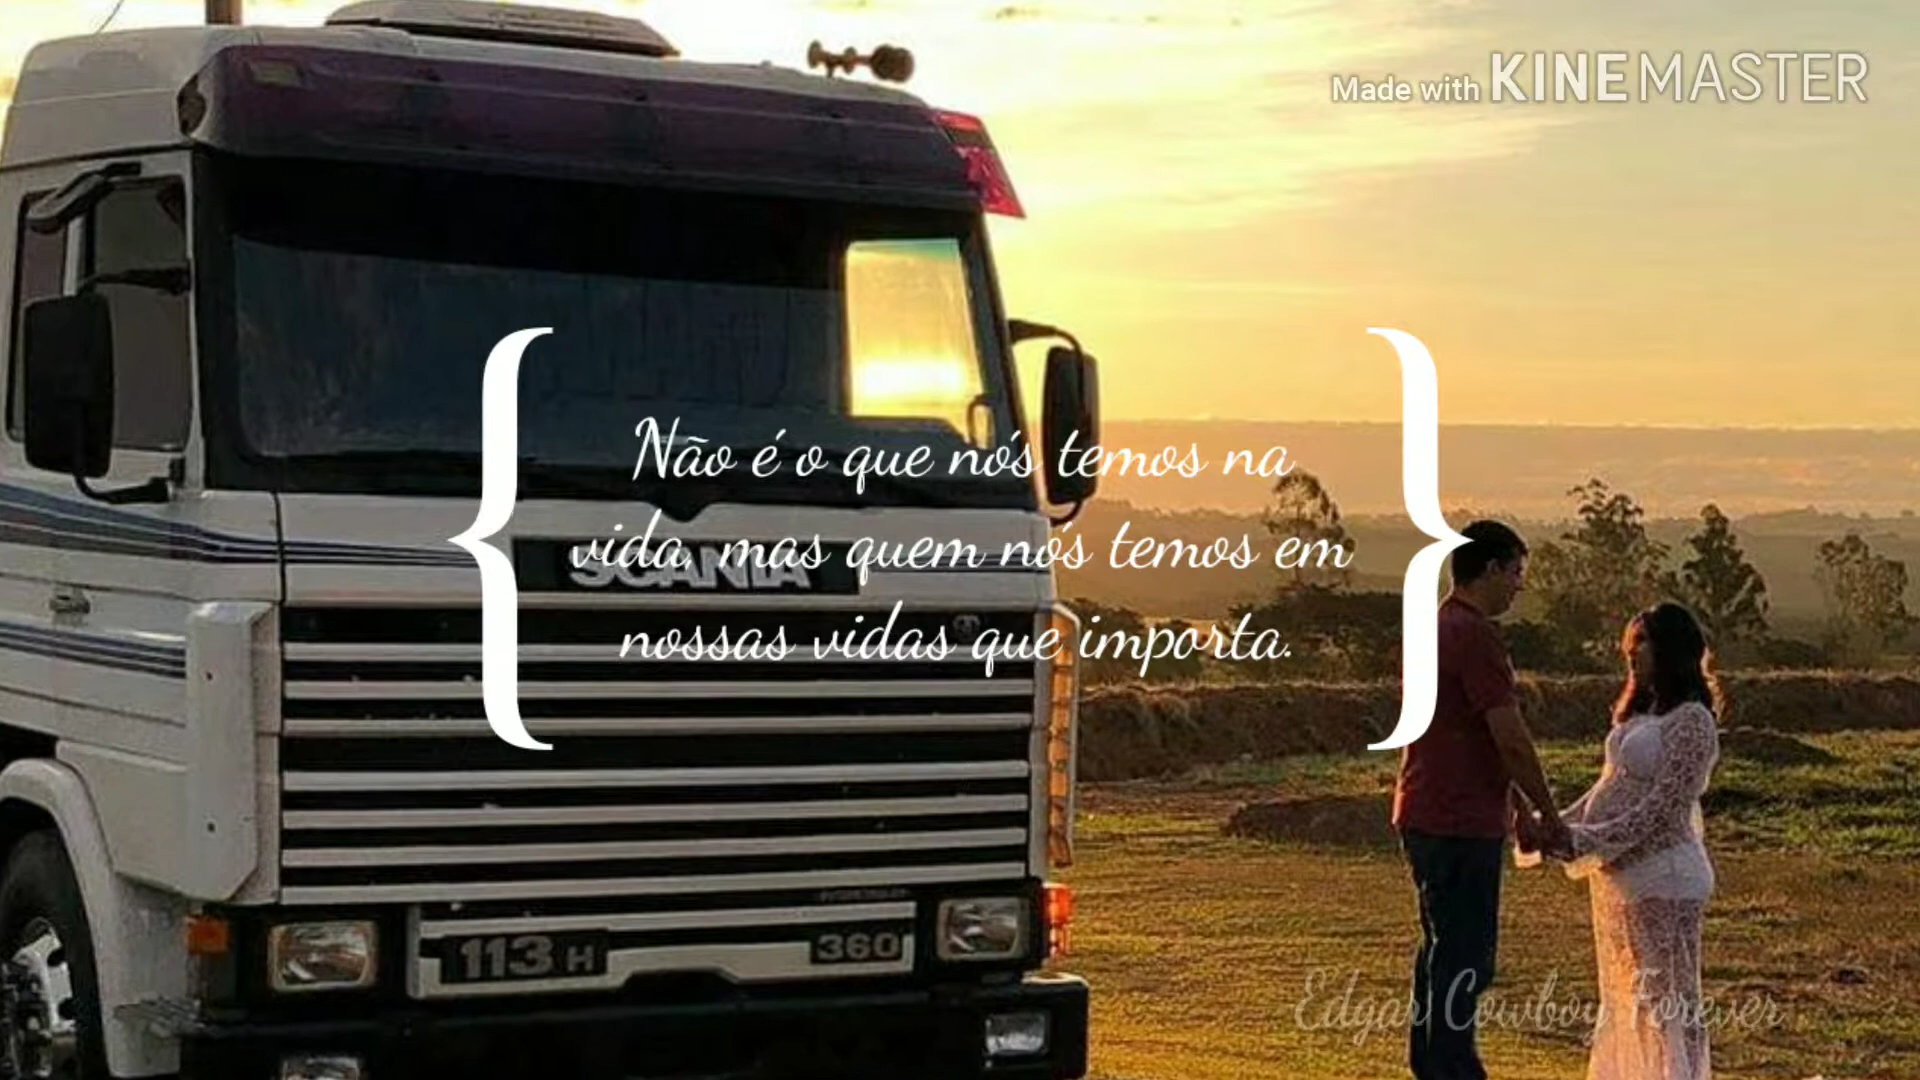 Made with KINEMASTER
Não é o que nós temos na
vida, mas quem nós temos em
nossas vidas que importa.
SCANIA
113 H
360
Edgar Cowboy Forever